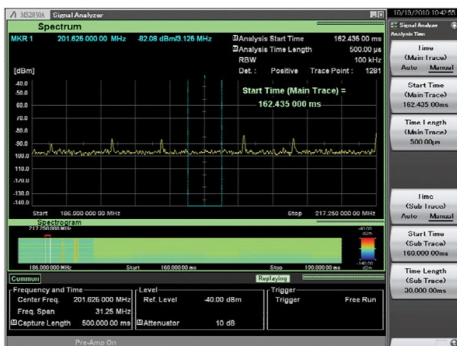 MS2830A Signal Analyzer
10/19/2010 10:42:55
Spectrum
MKR 1 201.626 000 00 MHz -82.08 dBm/3.126 MHz
Analysis Start Time 162.435 00 ms
Analysis Time Length 500.00 µs
RBW 100 kHz
Det. : Positive Trace Point : 1281
[dBm]
Start Time (Main Trace) =
162.435 000 ms
-40.0
-50.0
-60.0
-70.0
-80.0
-90.0
-100.0
-110.0
-120.0
-130.0
-140.0
Start 186.000 000 00 MHz Stop 217.250 000 MHz
Spectrogram
217.250 000 MHz
186.000 000 MHz Start 160.000 00 ms Stop 190.000 00 ms
Common
Replaying
Frequency and Time
Center Freq. 201.626 000 MHz
Freq. Span 31.25 MHz
Capture Length 500.000 00 ms
Level
Ref. Level -40.00 dBm
Attenuator 10 dB
Trigger
Trigger Free Run
Pre-Amp On
Signal Analyzer
Analysis Time
Time
(Main Trace)
Auto Manual
Start Time
(Main Trace)
162.435 00ms
Time Length
(Main Trace)
500.00µs
Time
(Sub Trace)
Auto Manual
Start Time
(Sub Trace)
160.000 00ms
Time Length
(Sub Trace)
30.000 00ms